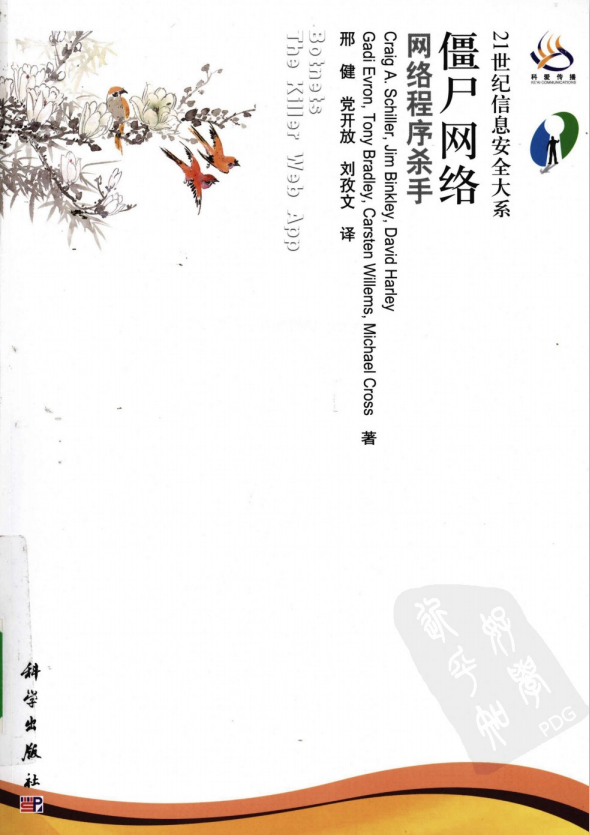 科 爱 传 播
KEAI COMMUNICATIONS
21世纪信息安全大系
僵尸网络
网络程序杀手
Craig A. Schiller, Jim Binkley, David Harley
Gadi Evron, Tony Bradley, Carsten Willems, Michael Cross 著
邢 健 党开放 刘孜文 译
Botnets
The Killer Web App
PDG
科学出版社